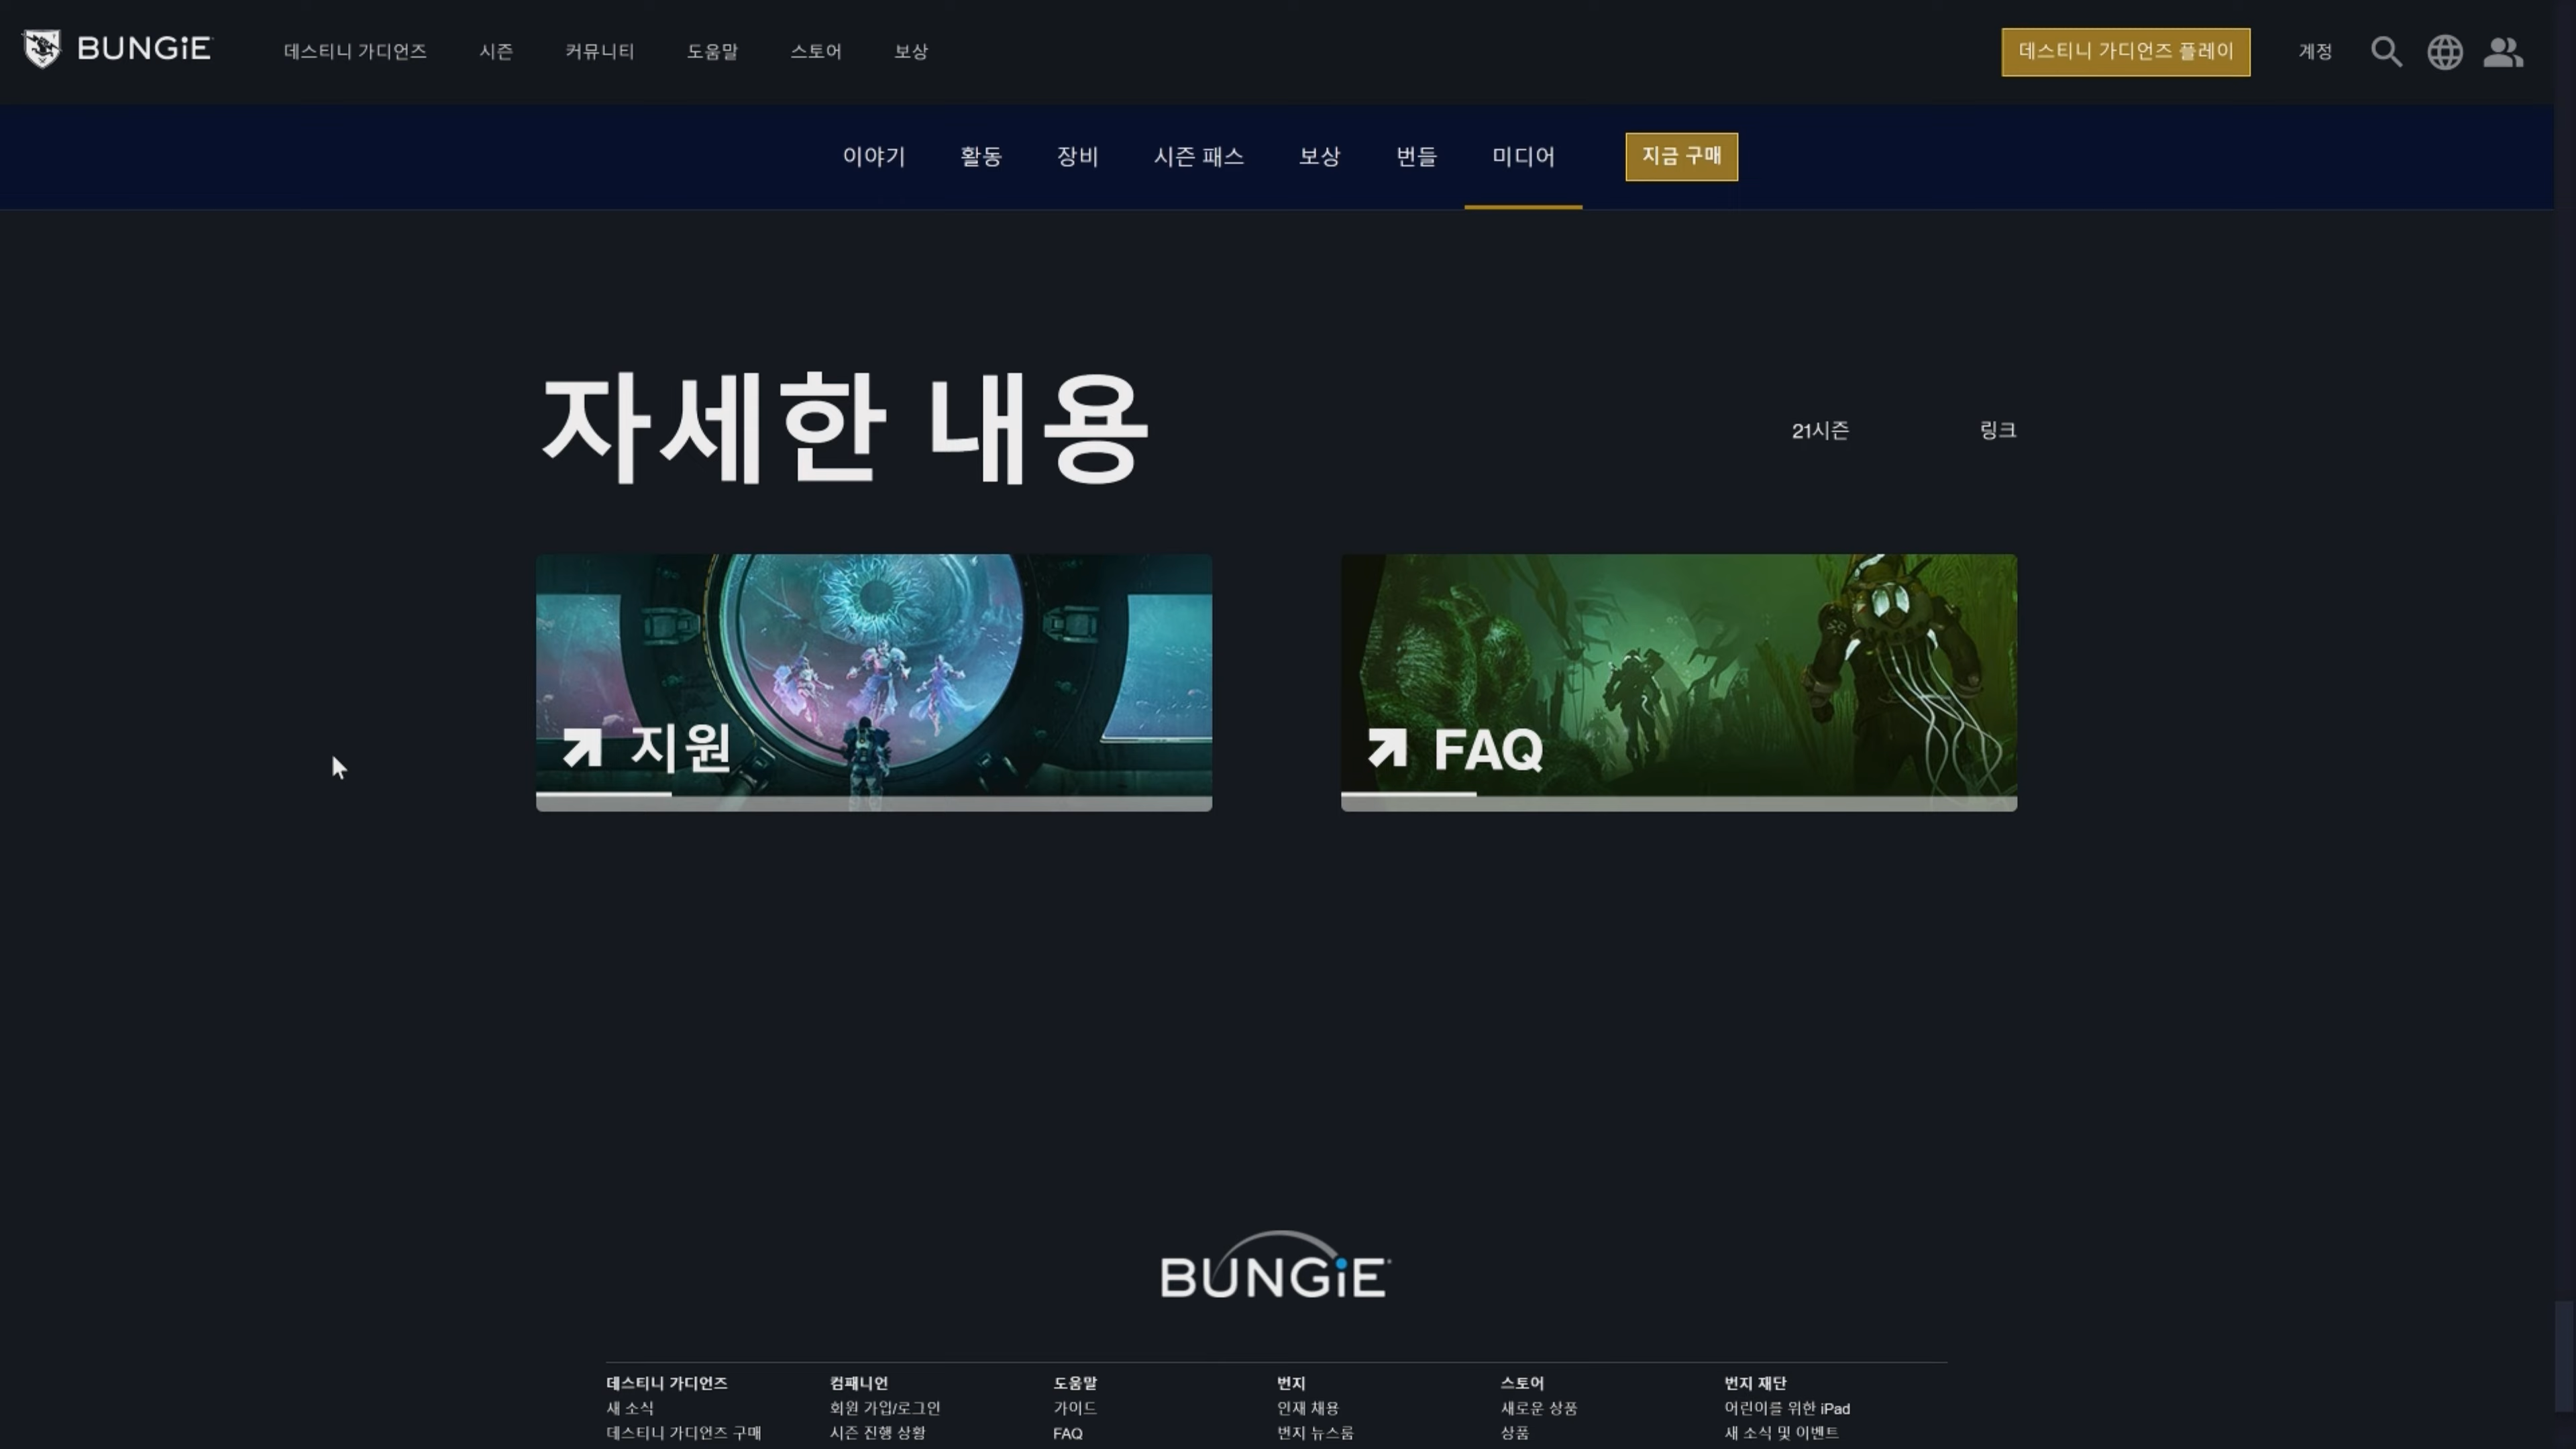 BUNGiE
데스티니 가디언즈
시즌
커뮤니티
도움말
스토어
보상
데스티니 가디언즈 플레이
계정
이야기
활동
장비
시즌 패스
보상
번들
미디어
지금 구매
자세한 내용
21시즌
링크
지원
FAQ
BUNGiE
데스티니 가디언즈
새 소식
데스티니 가디언즈 구매
컴패니언
회원 가입/로그인
시즌 진행 상황
도움말
가이드
FAQ
번지
인재 채용
번지 뉴스룸
스토어
새로운 상품
상품
번지 재단
어린이를 위한 iPad
새 소식 및 이벤트